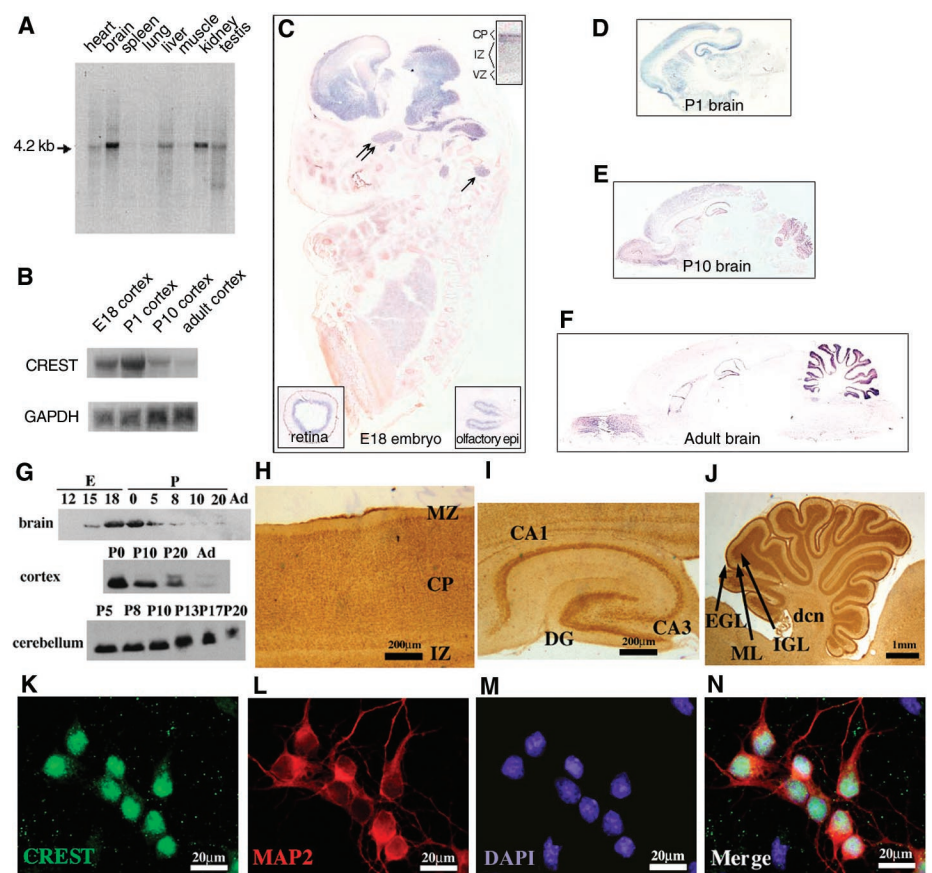 A
heart
brain
spleen
lung
liver
muscle
kidney
testis
4.2 kb
B
E18 cortex
P1 cortex
P10 cortex
adult cortex
CREST
GAPDH
C
CP
IZ
VZ
retina
E18 embryo
olfactory epi
D
P1 brain
E
P10 brain
F
Adult brain
G
E P
12 15 18 0 5 8 10 20 Ad
brain
P0 P10 P20 Ad
cortex
P5 P8 P10 P13 P17 P20
cerebellum
H
MZ
CP
200μm
IZ
I
CA1
CA3
DG
200μm
J
EGL
dcn
IGL
ML
1mm
K
CREST
20μm
L
MAP2
20μm
M
DAPI
20μm
N
Merge
20μm